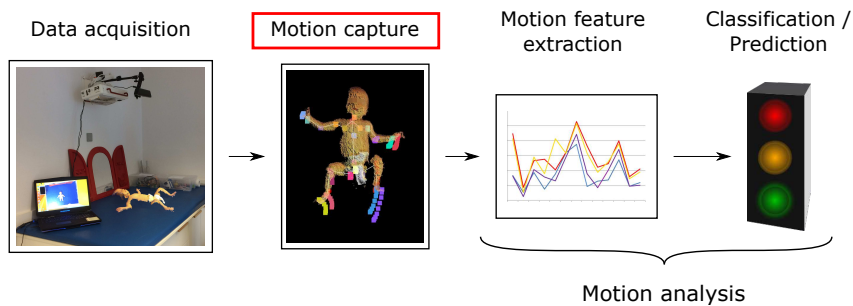 Data acquisition
Motion capture
Motion feature
extraction
Classification /
Prediction
Motion analysis